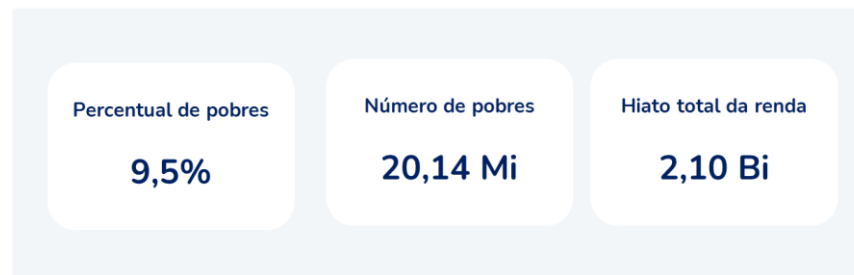 Percentual de pobres
9,5%
Número de pobres
20,14 Mi
Hiato total da renda
2,10 Bi